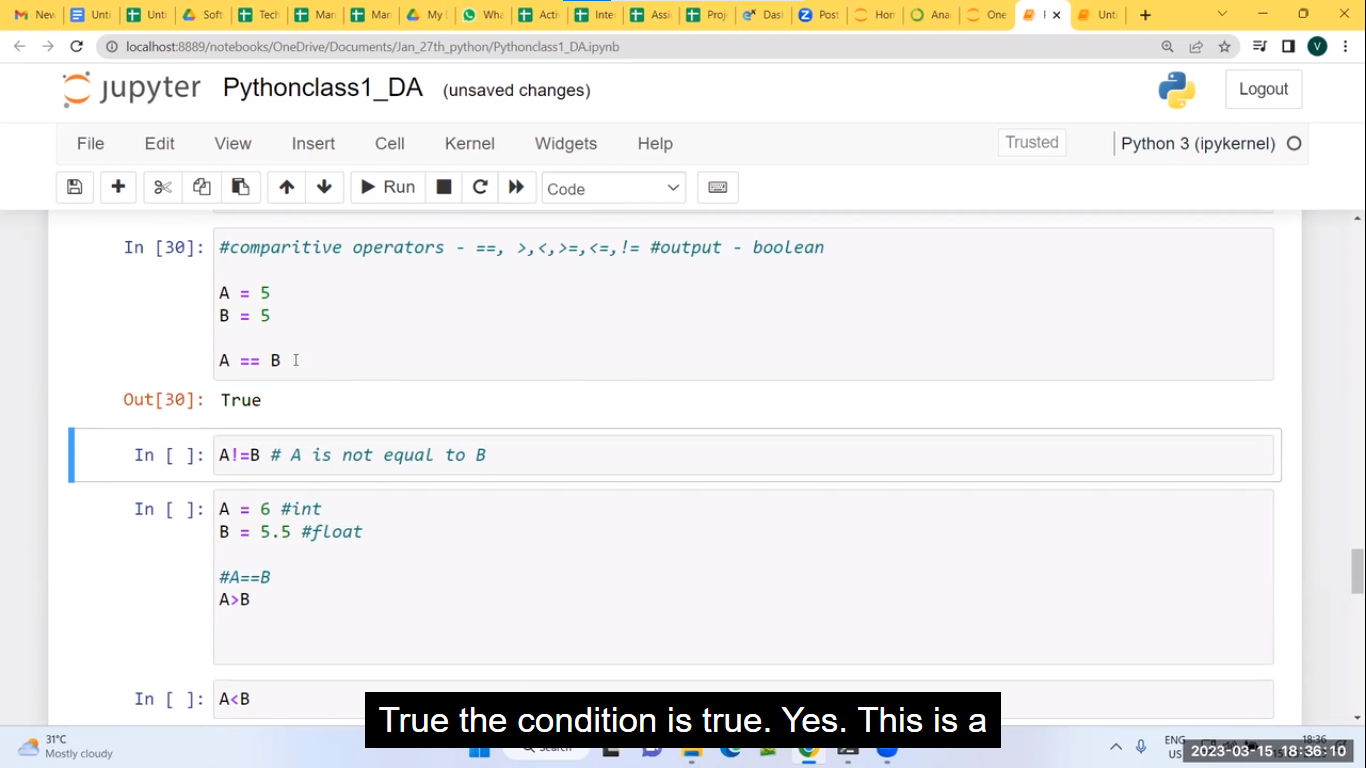 New Unti Unti Soft Tech Mar Mar My Wha Activ Inte Assi Proj Dasl Post Hon Ana One Unti
localhost:8889/notebooks/OneDrive/Documents/Jan_27th_python/Pythonclass1_DA.ipynb
V
jupyter Pythonclass1_DA (unsaved changes)
Logout
File Edit View Insert Cell Kernel Widgets Help
Trusted
Python 3 (ipykernel)
Run
Code
In [30]: #comparitive operators - ==, >,<,>=,<=,!= #output - boolean
A = 5
B = 5
A == B
Out[30]: True
In [ ]: A!=B # A is not equal to B
In [ ]: A = 6 #int
B = 5.5 #float
#A==B
A>B
In [ ]: A<B
True the condition is true. Yes. This is a
31°C
Mostly cloudy
Search
ENG
US
18:36
2023-03-15 18:36:10